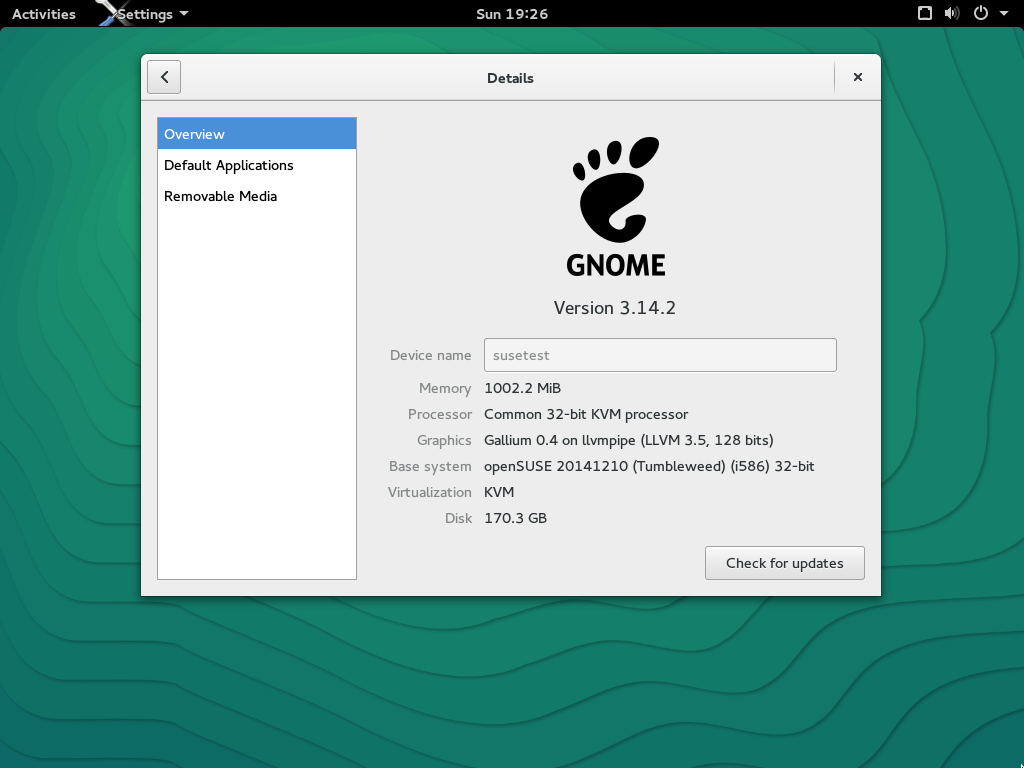 Activities Settings Sun 19:26
Details
Overview
Default Applications
Removable Media
GNOME
Version 3.14.2
Device name susetest
Memory 1002.2 MiB
Processor Common 32-bit KVM processor
Graphics Gallium 0.4 on llvmpipe (LLVM 3.5, 128 bits)
Base system openSUSE 20141210 (Tumbleweed) (i586) 32-bit
Virtualization KVM
Disk 170.3 GB
Check for updates